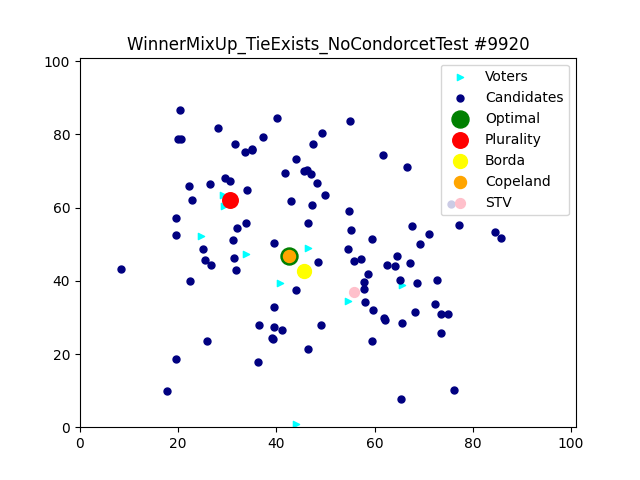 WinnerMixUp_TieExists_NoCondorcetTest #9920
100
80
60
40
20
0
0 20 40 60 80 100
Voters
Candidates
Optimal
Plurality
Borda
Copeland
STV